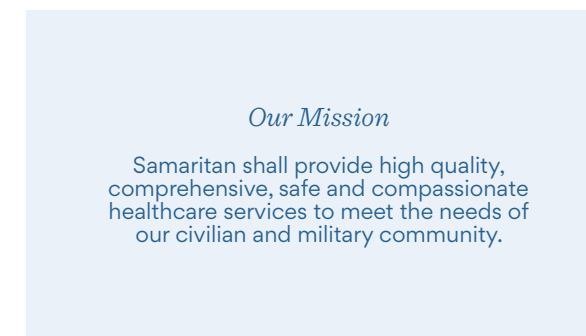 Our Mission
Samaritan shall provide high quality,
comprehensive, safe and compassionate
healthcare services to meet the needs of
our civilian and military community.